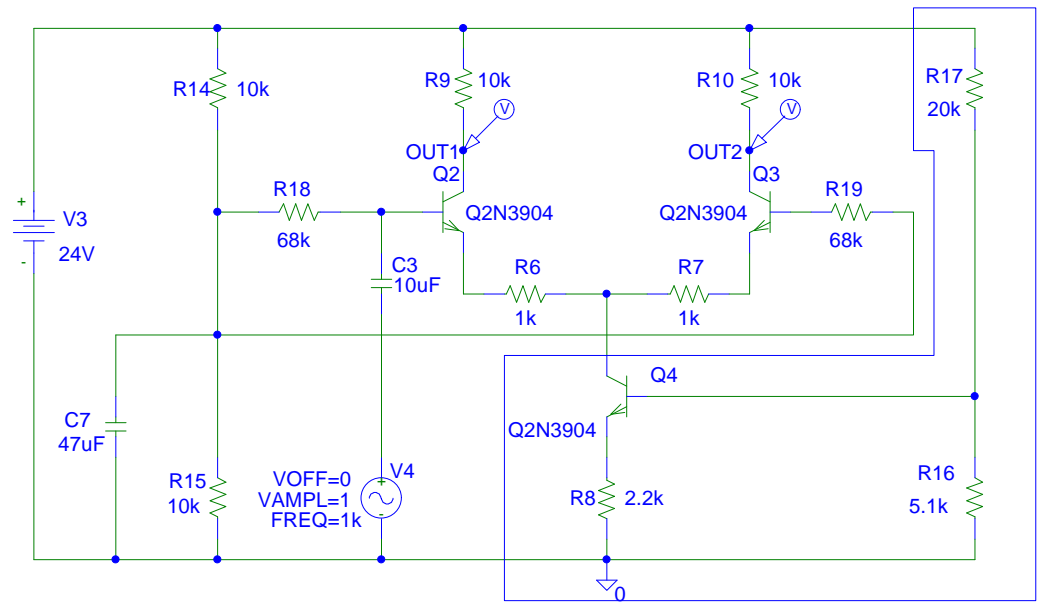 R14 10k
R9 10k
V
R10 10k
V
R17
20k
OUT1
OUT2
Q2
Q3
+
V3
24V
-
R18
68k
Q2N3904
Q2N3904
R19
68k
C3
10uF
R6
1k
R7
1k
Q4
Q2N3904
C7
47uF
R15
10k
VOFF=0
VAMPL=1
FREQ=1k
V4
+
-
R8 2.2k
R16
5.1k
0